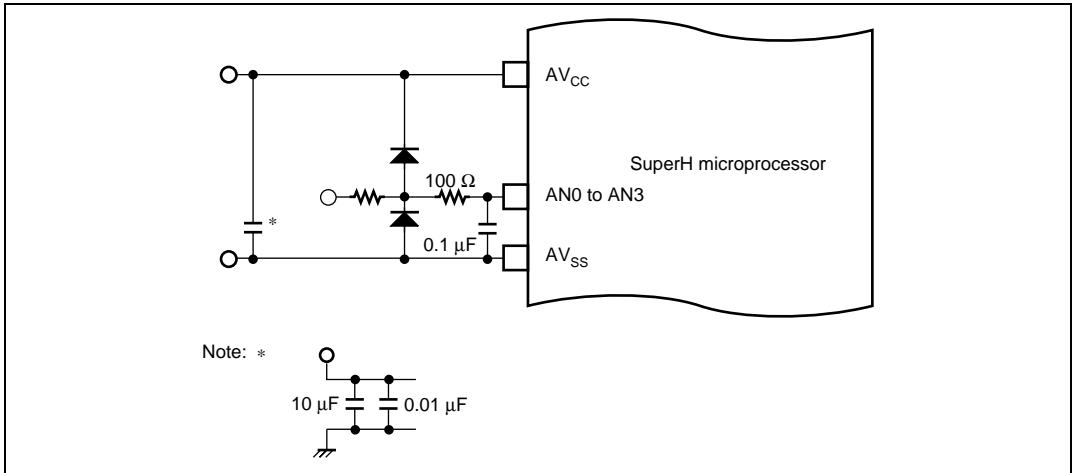 AVCC
SuperH microprocessor
100 Ω
AN0 to AN3
*
0.1 μF
AVSS
Note: *
10 μF
0.01 μF